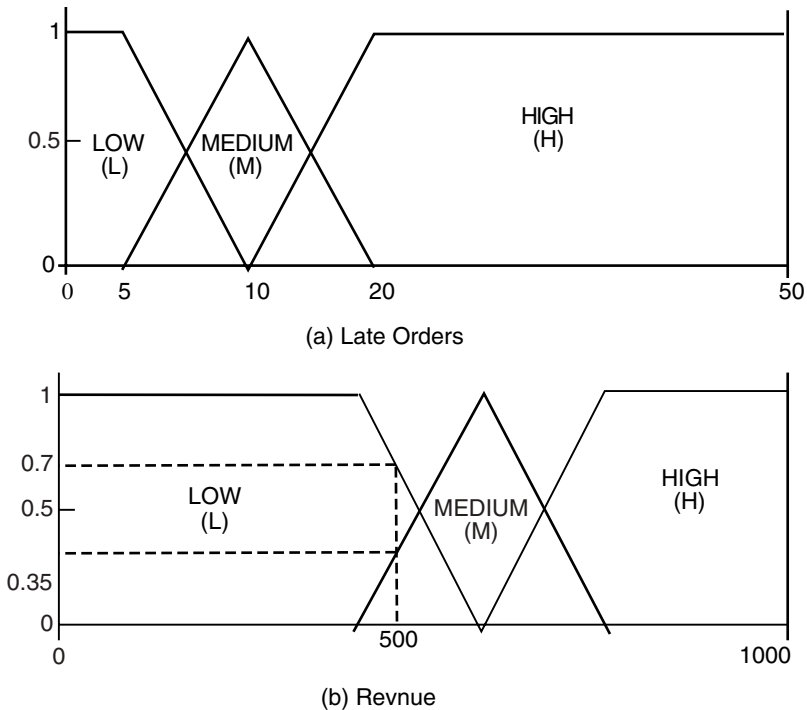 1
HIGH
(H)
0.5
LOW
(L)
MEDIUM
(M)
0
0 5 10 20 50
(a) Late Orders
1
0.7
LOW
(L)
HIGH
(H)
0.5
MEDIUM
(M)
0.35
0
500
0
1000
(b) Revnue